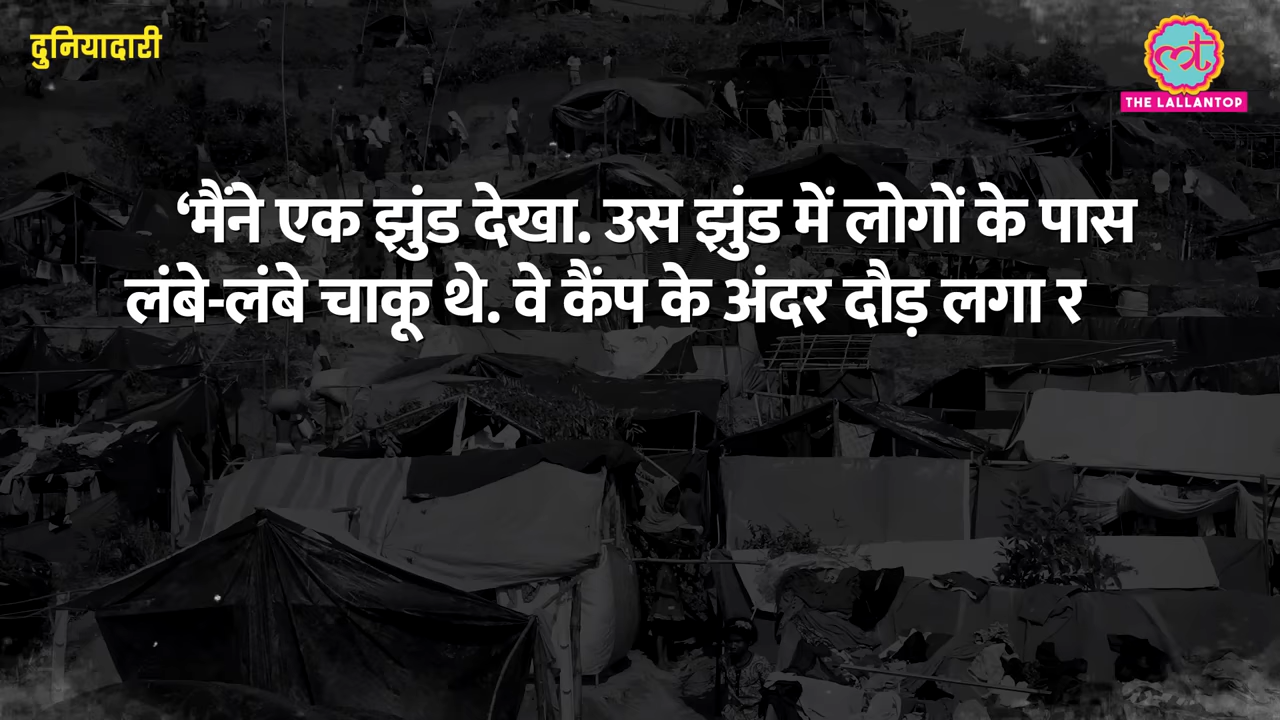 दुनियादारी
THE LALLANTOP
‘मैंने एक झुंड देखा. उस झुंड में लोगों के पास
लंबे-लंबे चाकू थे. वे कैंप के अंदर दौड़ लगा र